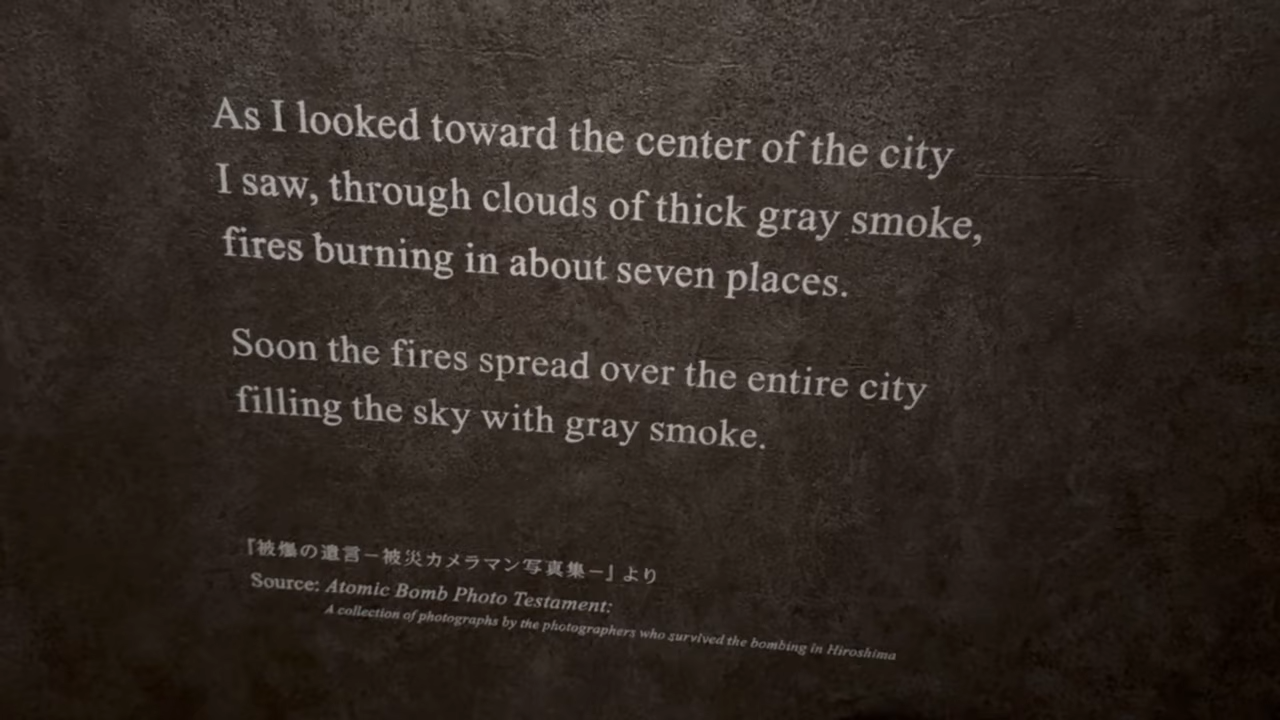 As I looked toward the center of the city
I saw, through clouds of thick gray smoke,
fires burning in about seven places.
Soon the fires spread over the entire city
filling the sky with gray smoke.
『被爆の遺言－被災カメラマン写真集－』より
Source: Atomic Bomb Photo Testament:
A collection of photographs by the photographers who survived the bombing in Hiroshima